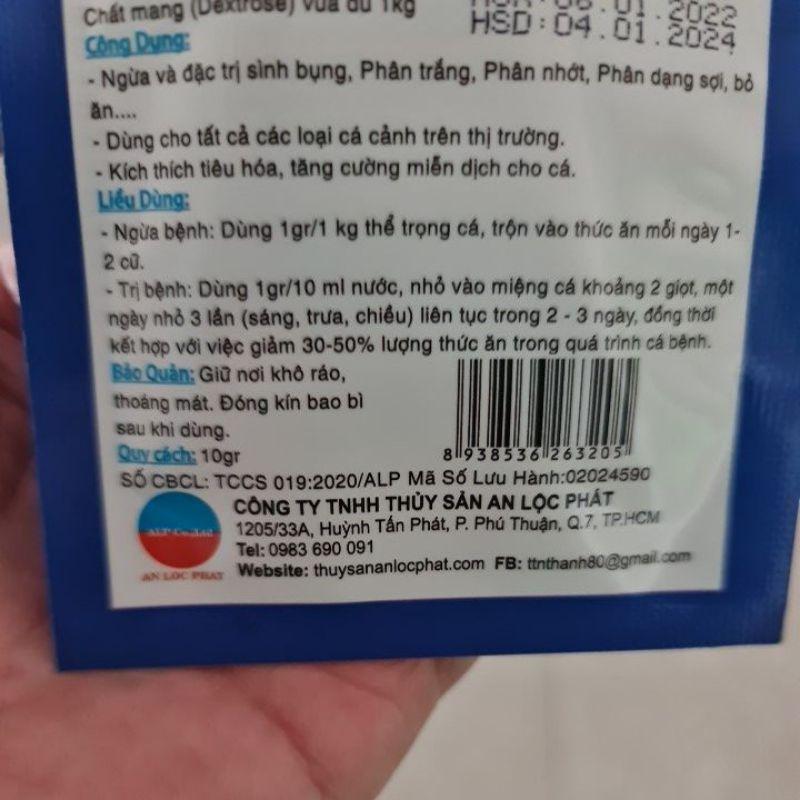 Chất mang (Dextrose) vừa đủ 1kg
01.2022
HSD:04.01.2024
Công Dụng:
- Ngừa và đặc trị sình bụng, Phân trắng, Phân nhớt, Phân dạng sợi, bỏ
ăn....
- Dùng cho tất cả các loại cá cảnh trên thị trường.
- Kích thích tiêu hóa, tăng cường miễn dịch cho cá.
Liều Dùng:
- Ngừa bệnh: Dùng 1gr/1 kg thể trọng cá, trộn vào thức ăn mỗi ngày 1-
2 cữ.
- Trị bệnh: Dùng 1gr/10 ml nước, nhỏ vào miệng cá khoảng 2 giọt, một
ngày nhỏ 3 lần (sáng, trưa, chiều) liên tục trong 2 - 3 ngày, đồng thời
kết hợp với việc giảm 30-50% lượng thức ăn trong quá trình cá bệnh.
Bảo Quản: Giữ nơi khô ráo,
thoáng mát. Đóng kín bao bì
sau khi dùng.
Quy cách: 10gr
8 938536 263205
SỐ CBCL: TCCS 019:2020/ALP Mã Số Lưu Hành:02024590
ALP Co.,Ltd
AN LOC PHAT
CÔNG TY TNHH THỦY SẢN AN LỘC PHÁT
1205/33A, Huỳnh Tấn Phát, P. Phú Thuận, Q.7, TP.HCM
Tel: 0983 690 091
Website: thuysananlocphat.com FB: ttnthanh80@gmail.com